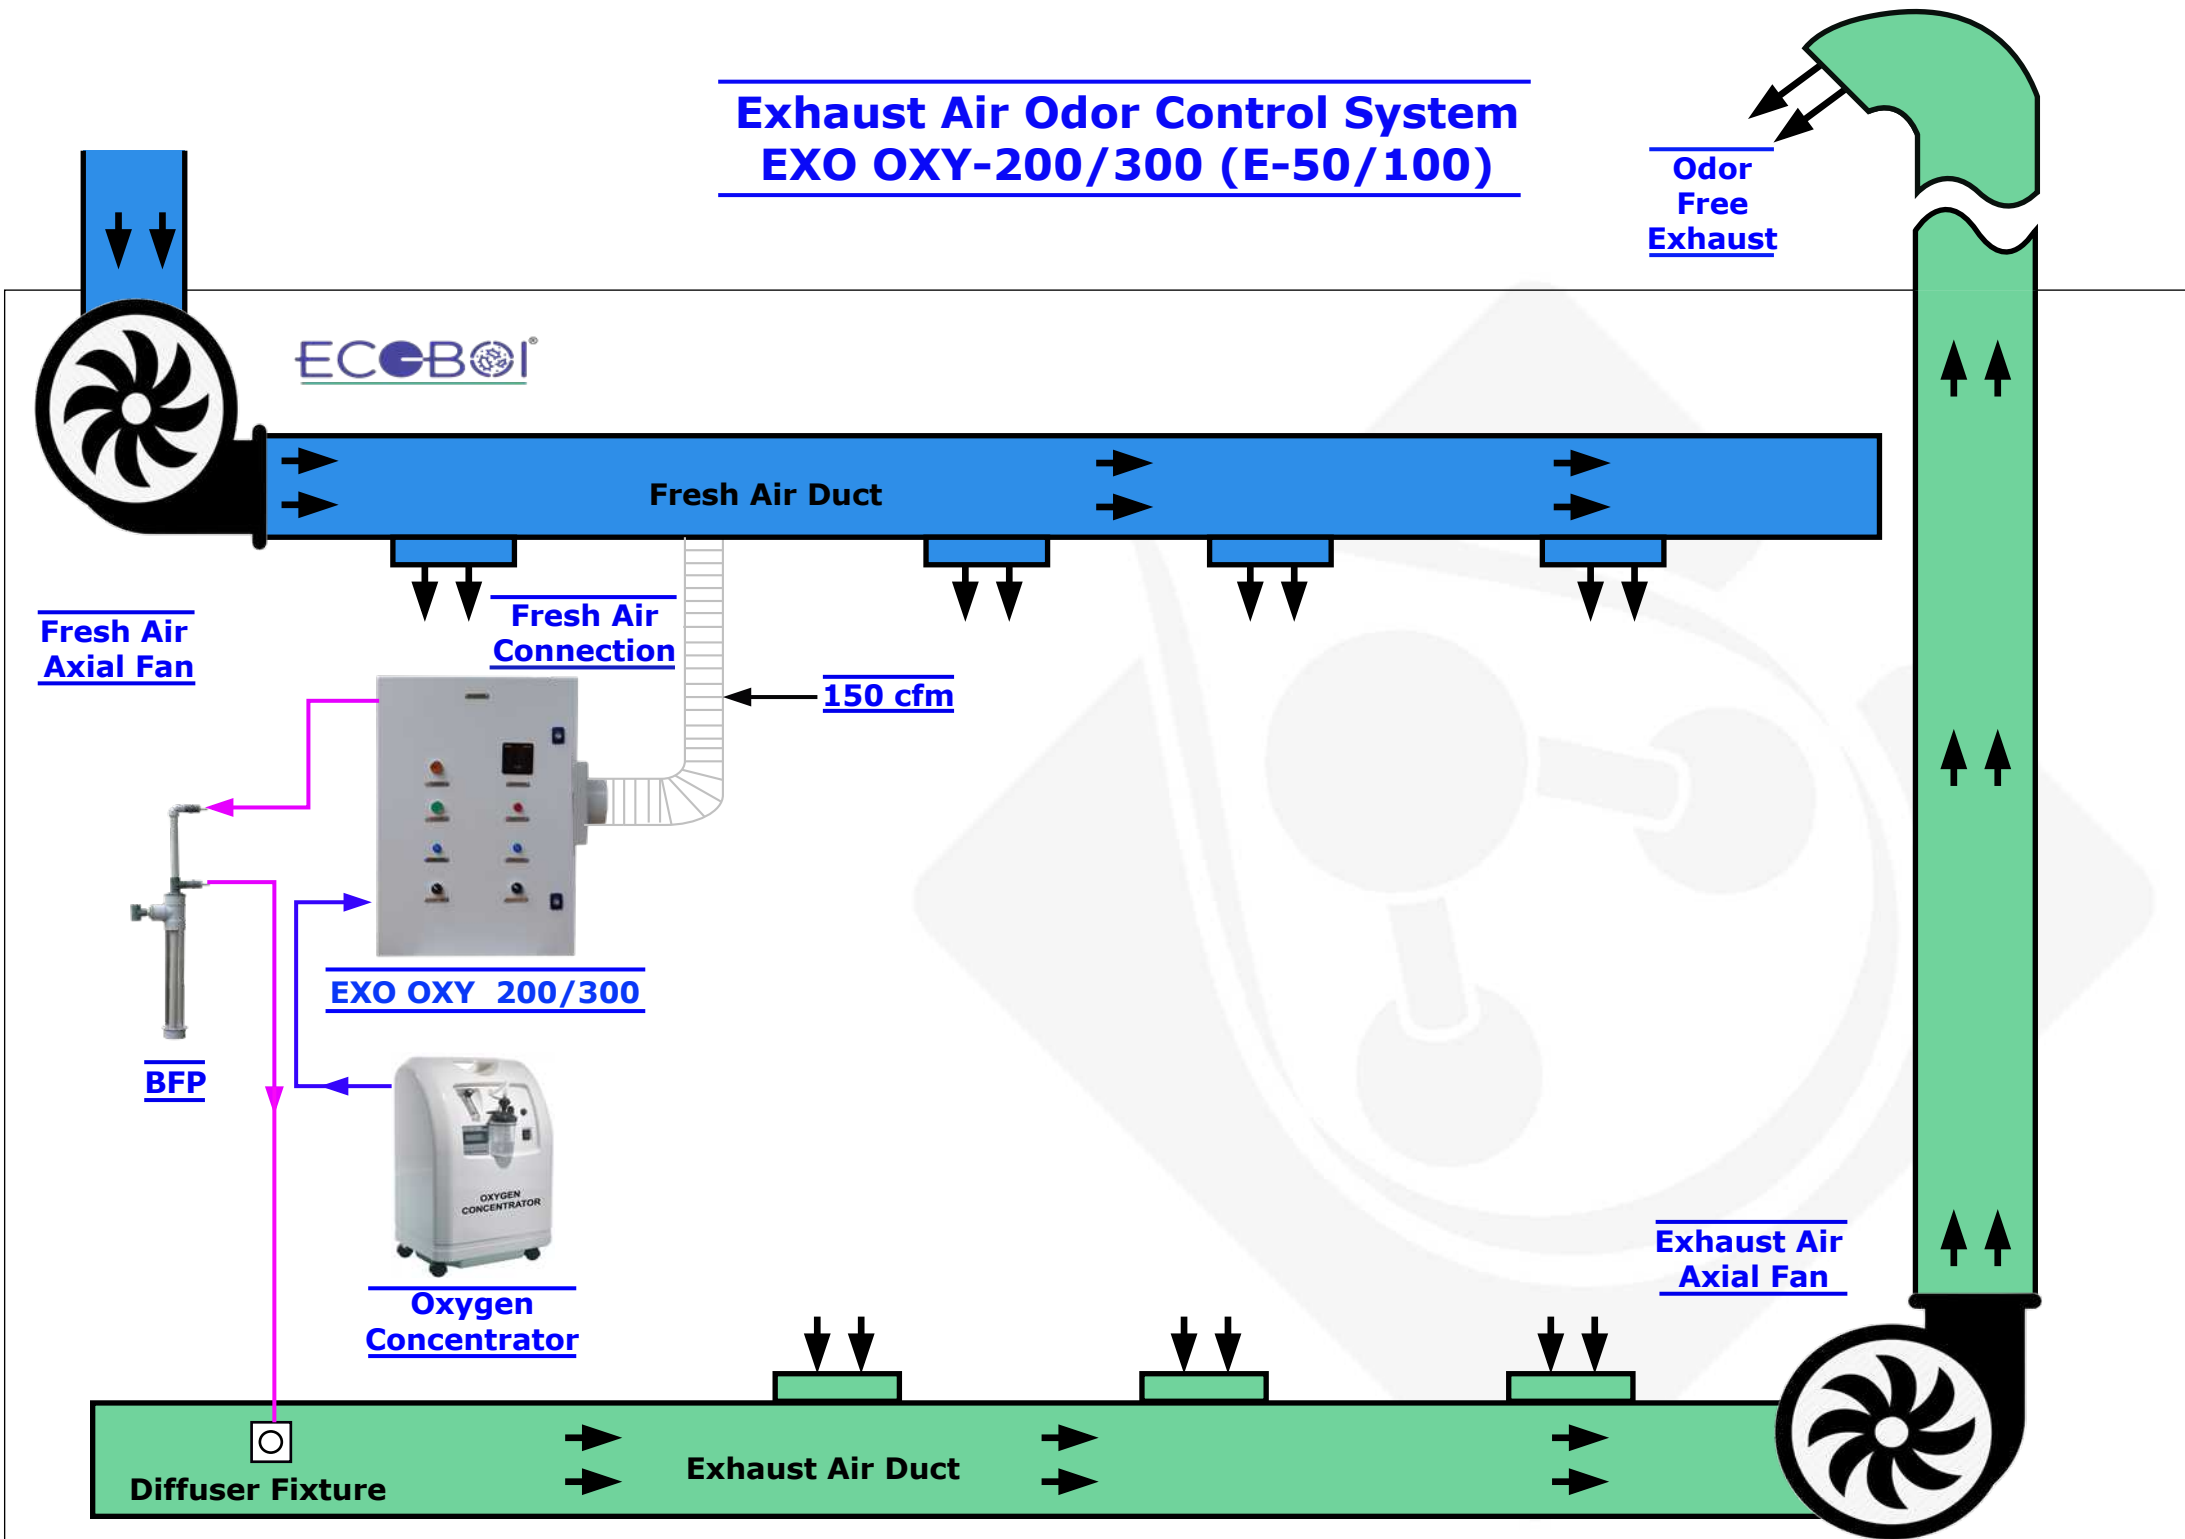 Exhaust Air Odor Control System
EXO OXY-200/300 (E-50/100)
Odor
Free
Exhaust
ECOBOI®
Fresh Air Duct
Fresh Air
Axial Fan
Fresh Air
Connection
150 cfm
EXO OXY 200/300
BFP
OXYGEN
CONCENTRATOR
Oxygen
Concentrator
Exhaust Air
Axial Fan
Diffuser Fixture
Exhaust Air Duct